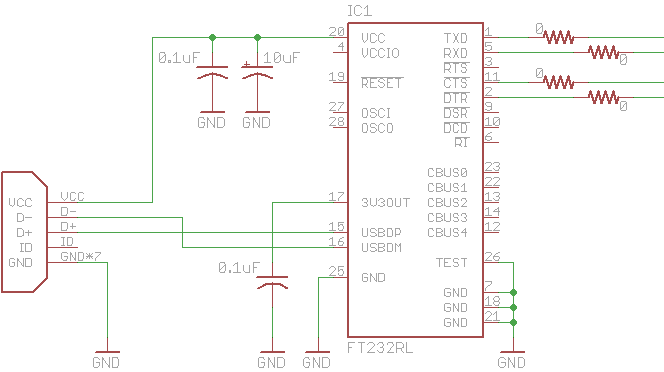 IC1
20 VCC TXD 1 0
4 VCCIO RXD 5 0
RTS 3
19 RESET CTS 11 0
DTR 2 0
27 OSCI DSR 9
28 OSCO DCD 10
RI 6
0.1uF 10uF
GND GND
CBUS0 23
CBUS1 22
17 3V3OUT CBUS2 13
CBUS3 14
15 USBDP CBUS4 12
16 USBDM
VCC VCC
D- D-
D+ D+
ID ID
GND GND*7
0.1uF
25 GND
TEST 26
GND 7
GND 18
GND 21
FT232RL
GND GND GND GND